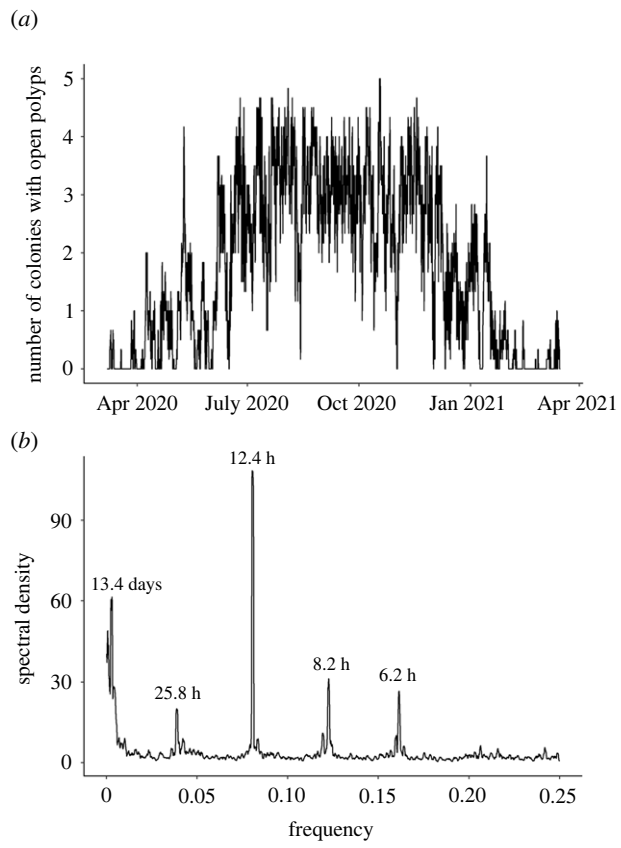 (a)
number of colonies with open polyps
5
4
3
2
1
0
Apr 2020 July 2020 Oct 2020 Jan 2021 Apr 2021
(b)
spectral density
90
60
30
0
13.4 days
25.8 h
12.4 h
8.2 h
6.2 h
0 0.05 0.10 0.15 0.20 0.25
frequency